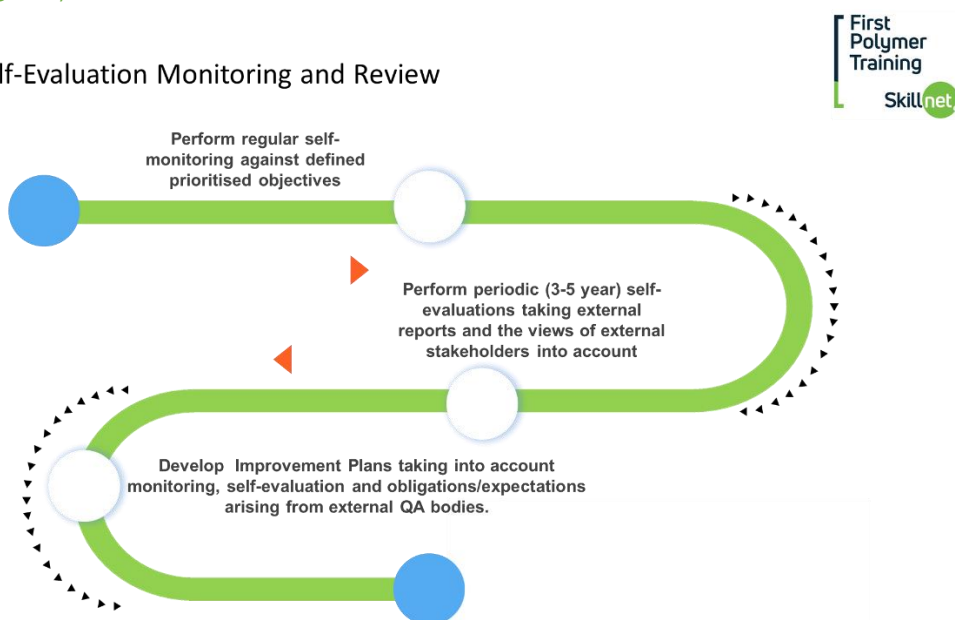 lf-Evaluation Monitoring and Review
First
Polymer
Training
Skillnet
Perform regular self-
monitoring against defined
prioritised objectives
Perform periodic (3-5 year) self-
evaluations taking external
reports and the views of external
stakeholders into account
Develop Improvement Plans taking into account
monitoring, self-evaluation and obligations/expectations
arising from external QA bodies.